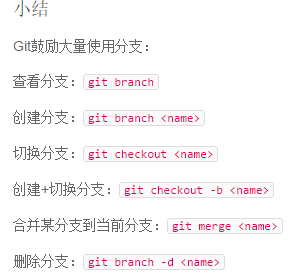 小结
Git鼓励大量使用分支：
查看分支：git branch
创建分支：git branch <name>
切换分支：git checkout <name>
创建+切换分支：git checkout -b <name>
合并某分支到当前分支：git merge <name>
删除分支：git branch -d <name>